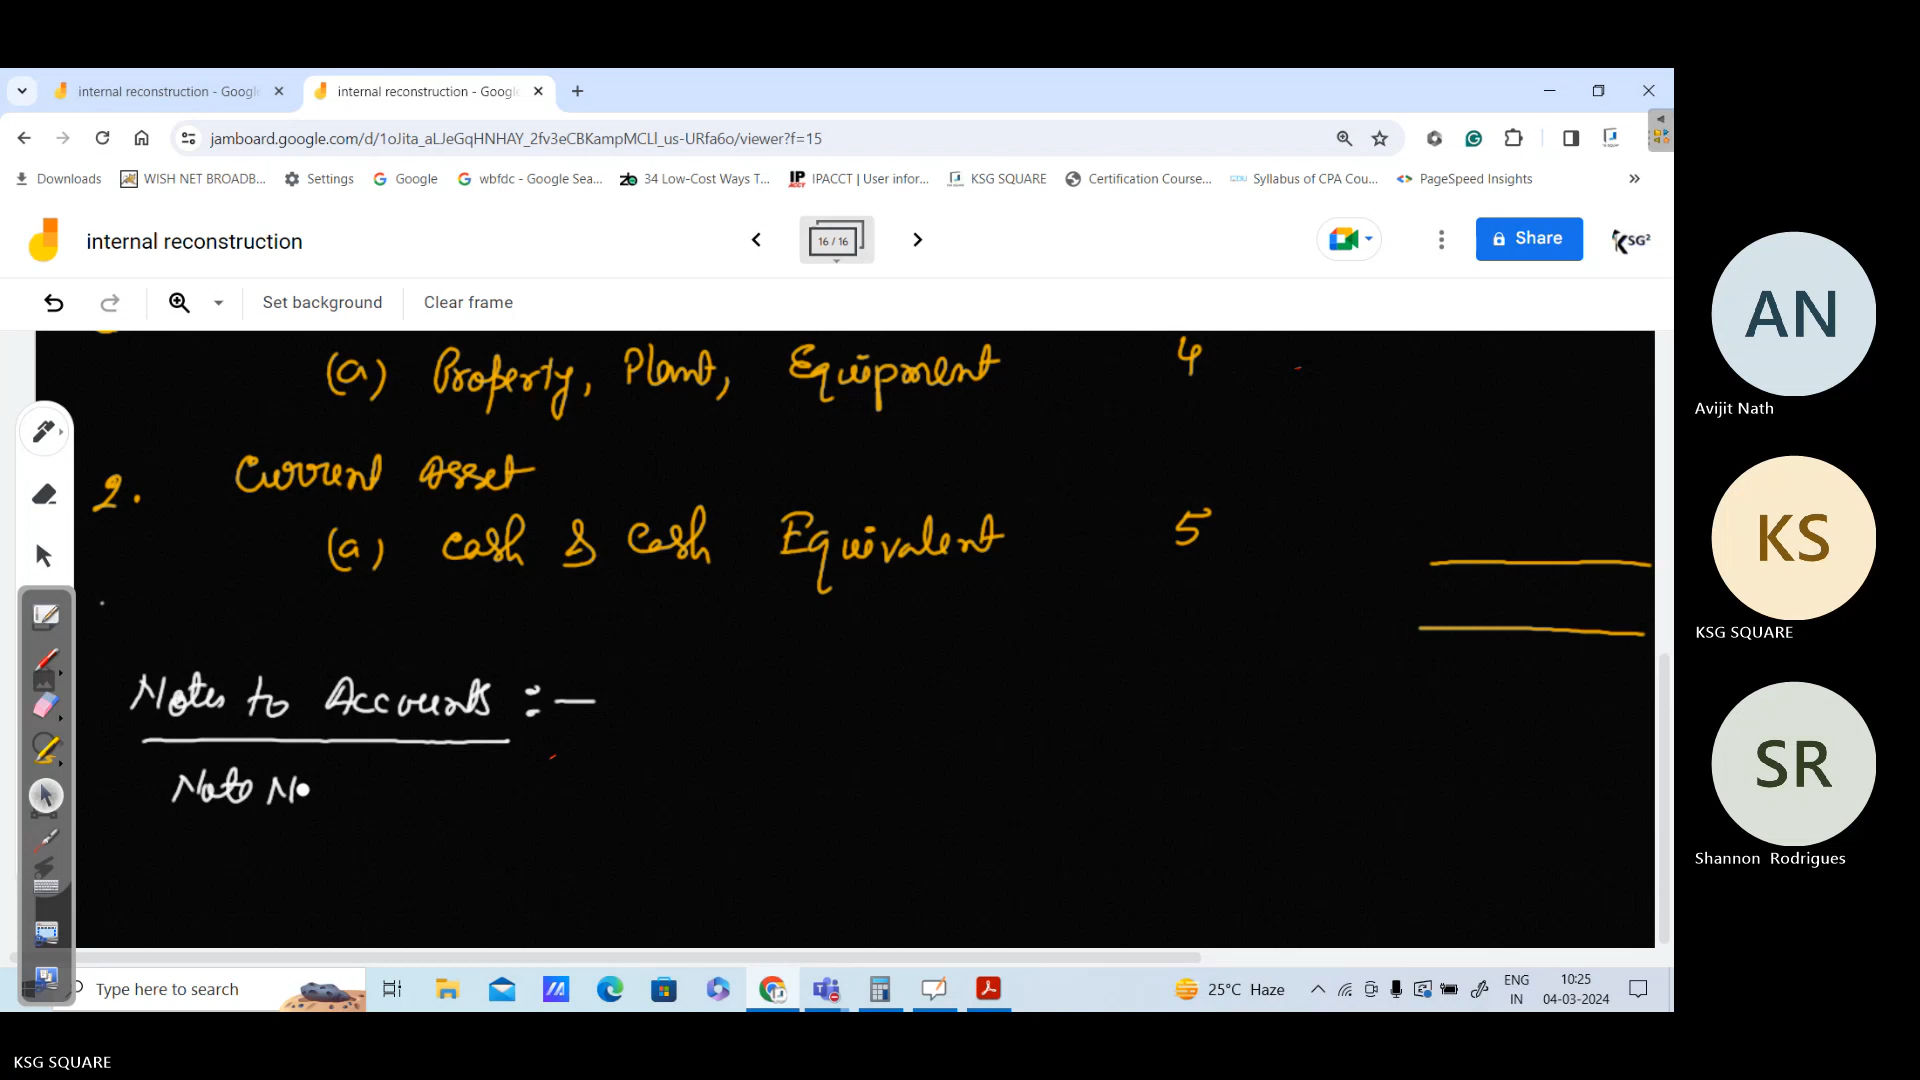 internal reconstruction - Googl
internal reconstruction - Google
jamboard.google.com/d/1oJita_aLJeGqHNHAY_2fv3eCBKampMCLl_us-URfa6o/viewer?f=15
Downloads
WISH NET BROADB...
Settings
Google
wbfdc - Google Sea...
34 Low-Cost Ways T...
IPACCT | User infor...
KSG SQUARE
Certification Course...
Syllabus of CPA Cou...
PageSpeed Insights
internal reconstruction
16 / 16
Share
KSG²
Set background
Clear frame
(a) Property, Plant, Equipment 4
2. Current Asset
(a) Cash & Cash Equivalent 5
Notes to Accounts :—
Note No
AN
Avijit Nath
KS
KSG SQUARE
SR
Shannon Rodrigues
Type here to search
25°C Haze
ENG
IN
10:25
04-03-2024
KSG SQUARE